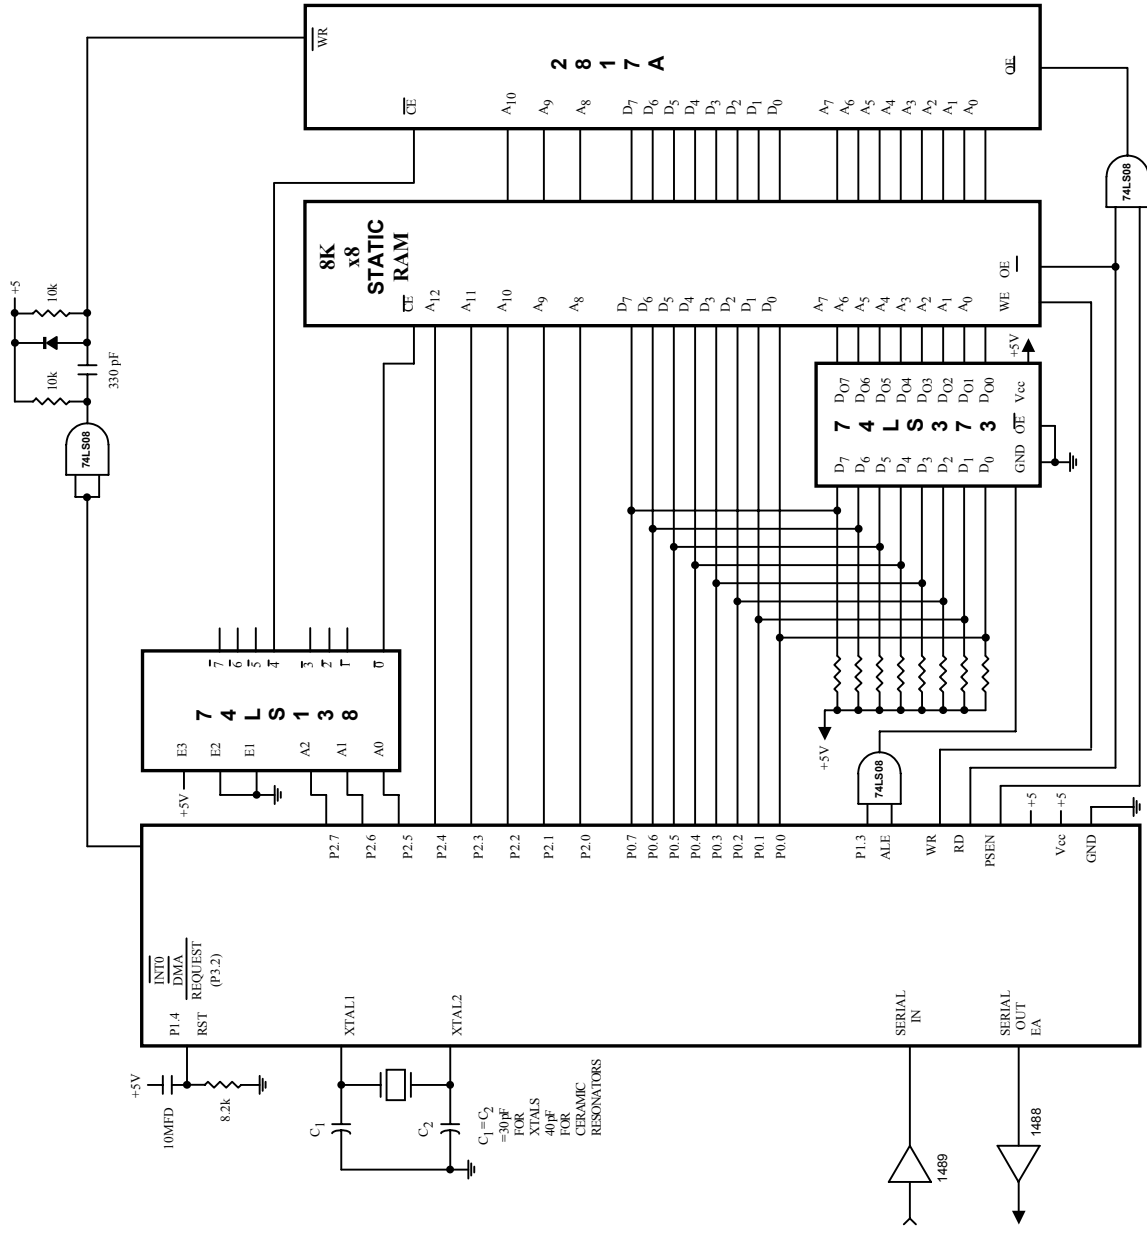 +5
10k
10k
330 pF
74LS08
WR
2817A
CE
A10
A9
A8
D7
D6
D5
D4
D3
D2
D1
D0
A7
A6
A5
A4
A3
A2
A1
A0
OE
74LS08
8K
x8
STATIC
RAM
CE
A12
A11
A10
A9
A8
D7
D6
D5
D4
D3
D2
D1
D0
A7
A6
A5
A4
A3
A2
A1
A0
WE
OE
+5V
74LS373
DO7
DO6
DO5
DO4
DO3
DO2
DO1
DO0
Vcc
D7
D6
D5
D4
D3
D2
D1
D0
GND
OE
74LS138
7
6
5
4
3
2
1
0
E3
E2
E1
A2
A1
A0
+5V
+5V
74LS08
P2.7
P2.6
P2.5
P2.4
P2.3
P2.2
P2.1
P2.0
P0.7
P0.6
P0.5
P0.4
P0.3
P0.2
P0.1
P0.0
P1.3
ALE
WR
RD
PSEN
+5
Vcc
+5
GND
INT0
DMA
REQUEST
(P3.2)
P1.4
RST
XTAL1
XTAL2
SERIAL
IN
SERIAL
OUT
EA
+5V
10MFD
8.2k
C1
C2
C1=C2
=30pF
FOR
XTALS
40pF
FOR
CERAMIC
RESONATORS
1489
1488